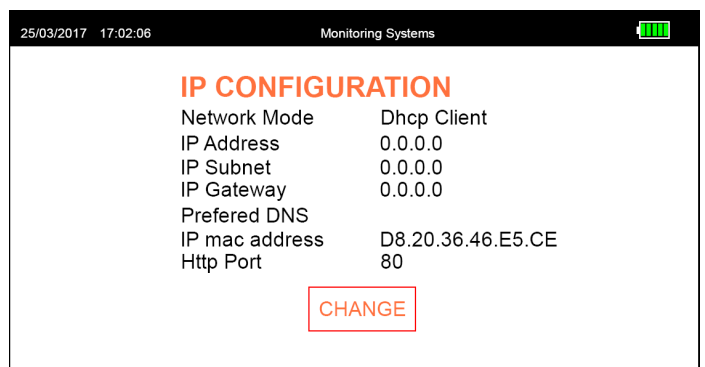 25/03/2017 17:02:06 Monitoring Systems
IP CONFIGURATION
Network Mode Dhcp Client
IP Address 0.0.0.0
IP Subnet 0.0.0.0
IP Gateway 0.0.0.0
Prefered DNS
IP mac address D8.20.36.46.E5.CE
Http Port 80
CHANGE